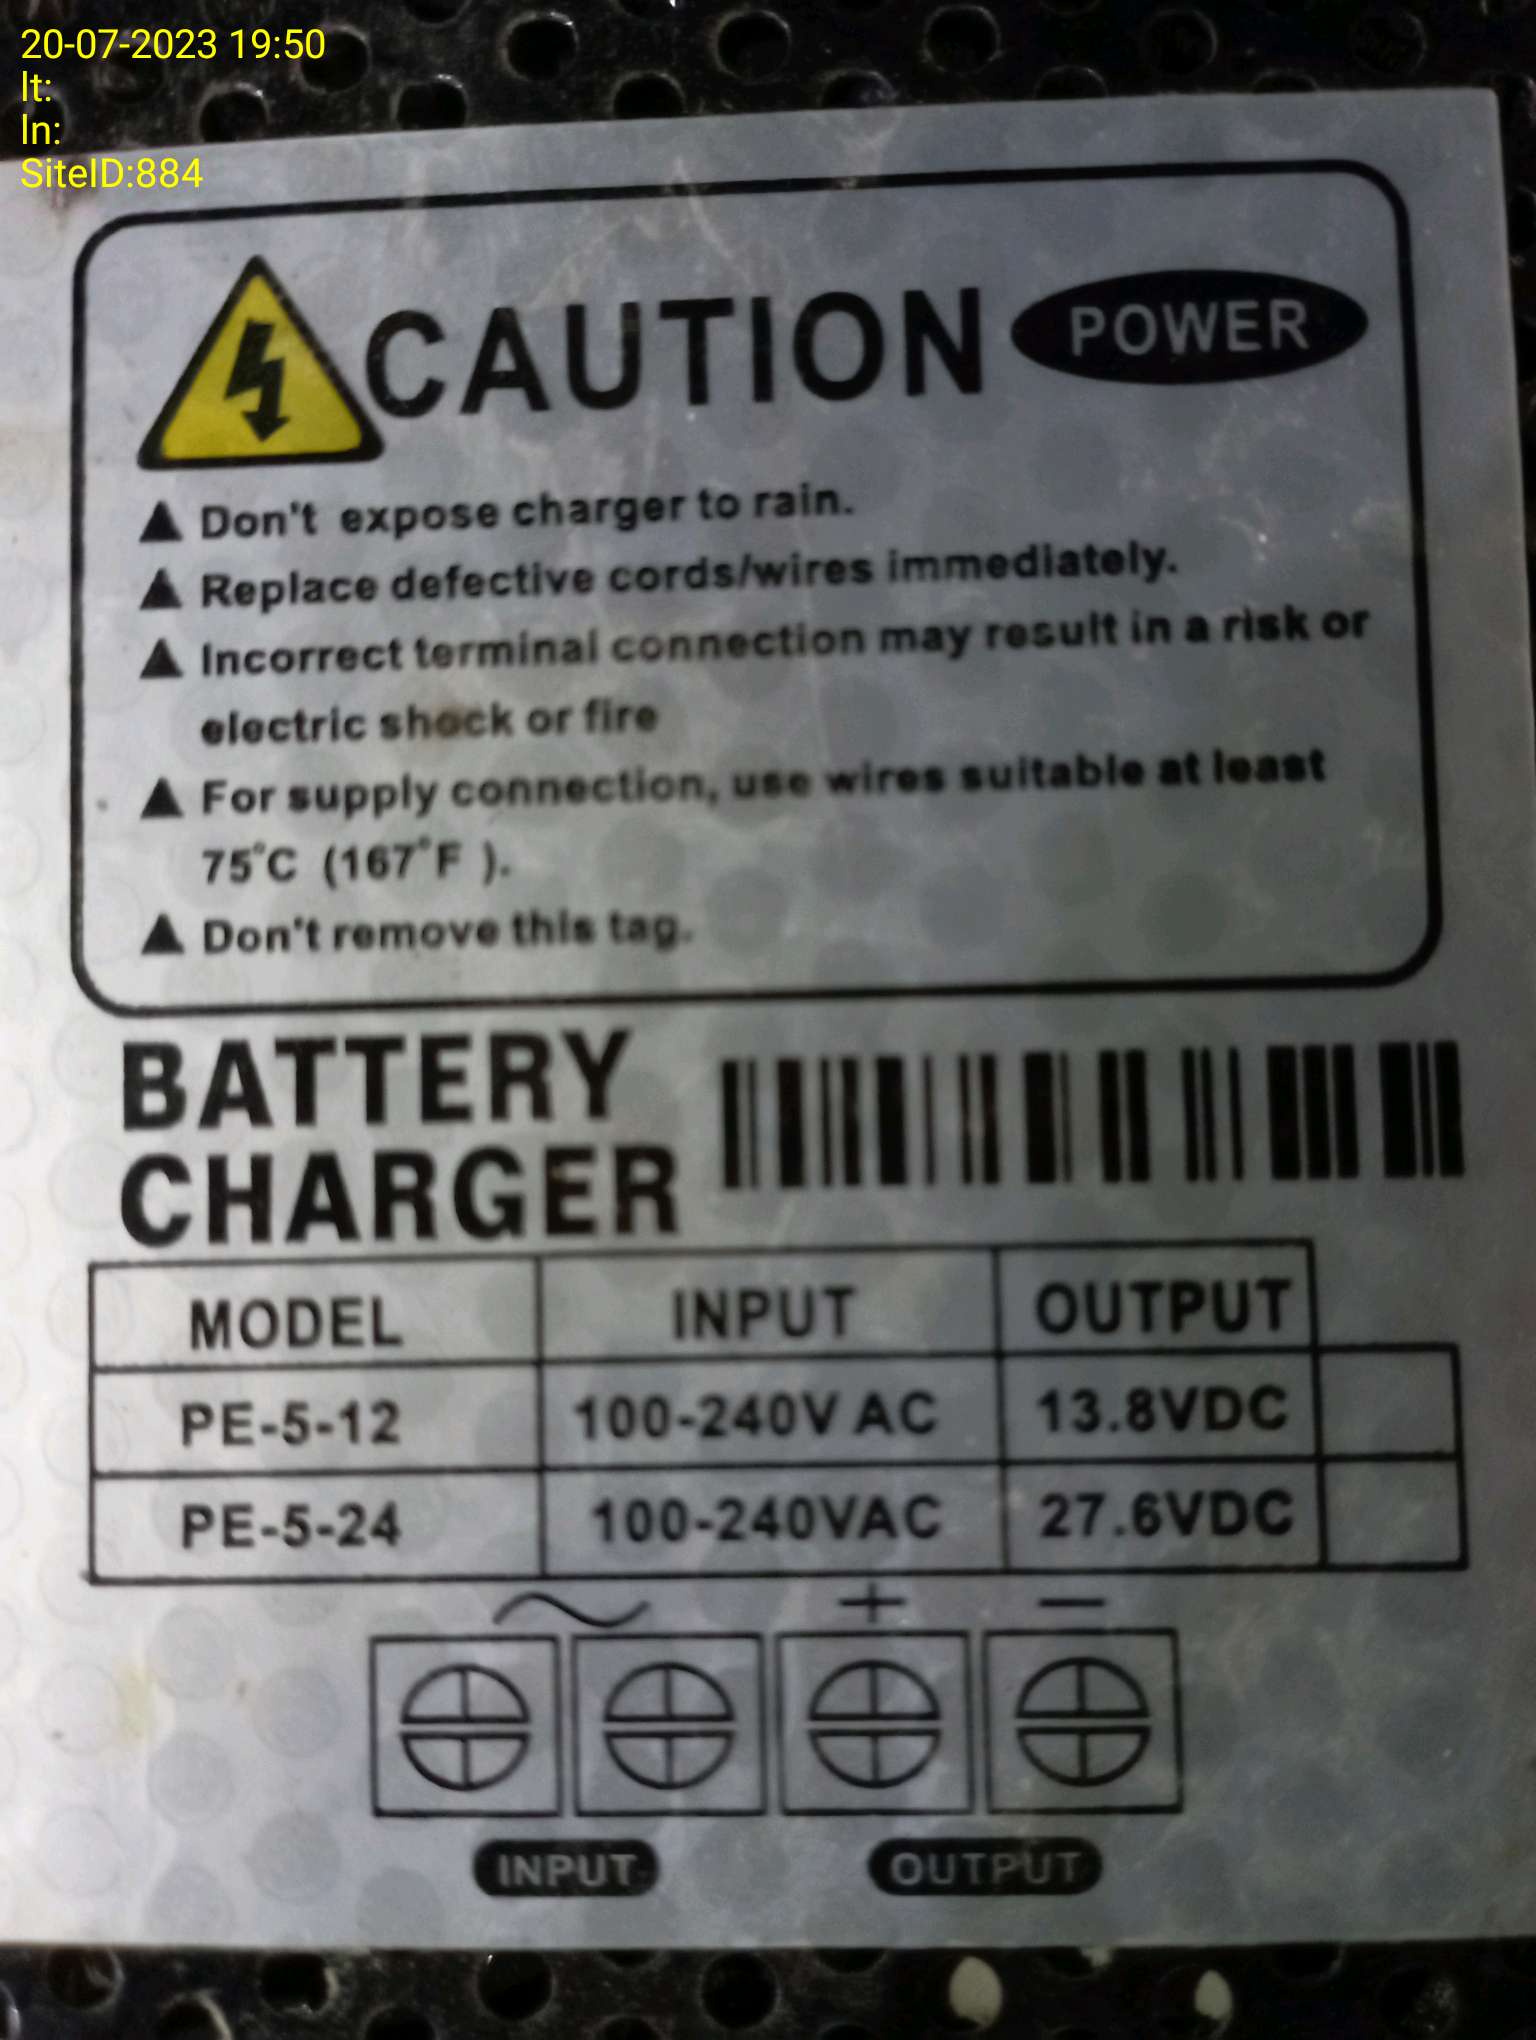 20-07-2023 19:50
lt:
ln:
SiteID:884
CAUTION POWER
▲ Don't expose charger to rain.
▲ Replace defective cords/wires immediately.
▲ Incorrect terminal connection may result in a risk or
electric shock or fire
▲ For supply connection, use wires suitable at least
75°C (167°F ).
▲ Don't remove this tag.
BATTERY
CHARGER
MODEL INPUT OUTPUT
PE-5-12 100-240V AC 13.8VDC
PE-5-24 100-240VAC 27.6VDC
~ + −
INPUT OUTPUT